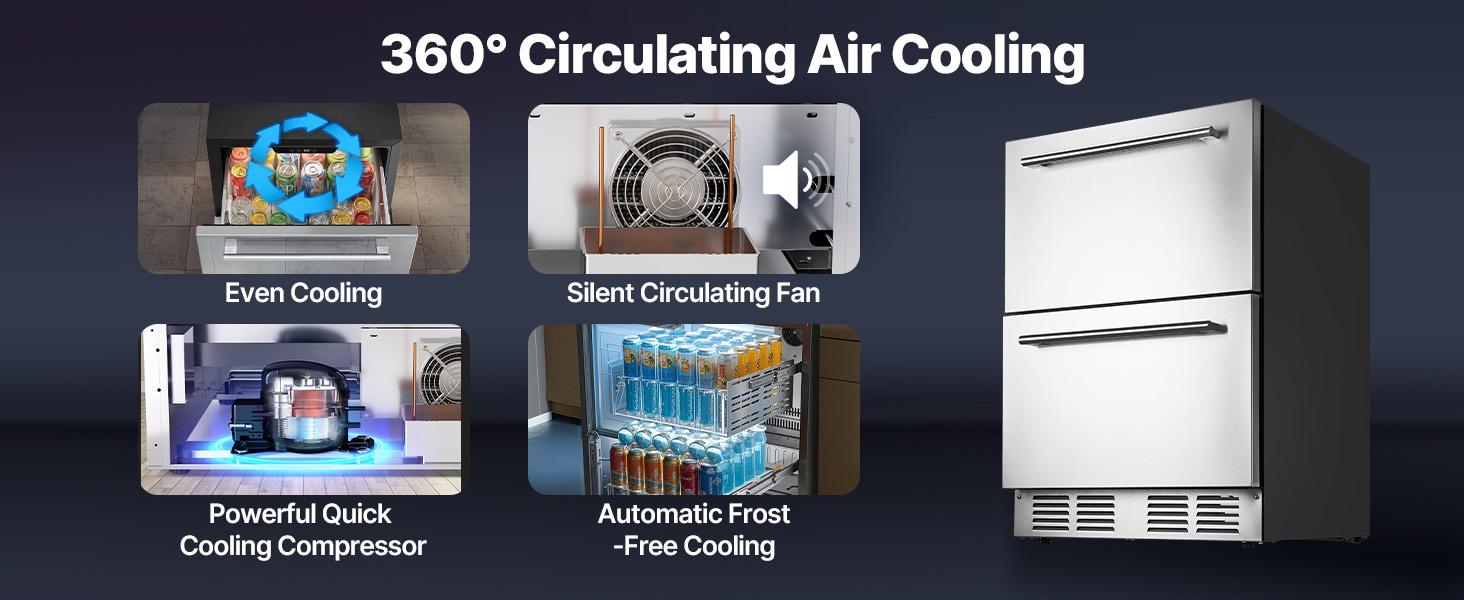 360° Circulating Air Cooling
Even Cooling
Silent Circulating Fan
Powerful Quick
Cooling Compressor
Automatic Frost
-Free Cooling